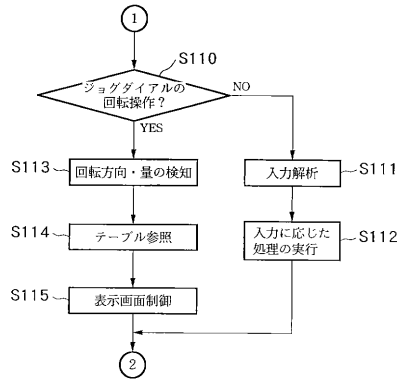 1
S110
ジョグダイアルの
回転操作？
NO
YES
S113
回転方向・量の検知
S111
入力解析
S114
テーブル参照
S112
入力に応じた
処理の実行
S115
表示画面制御
2